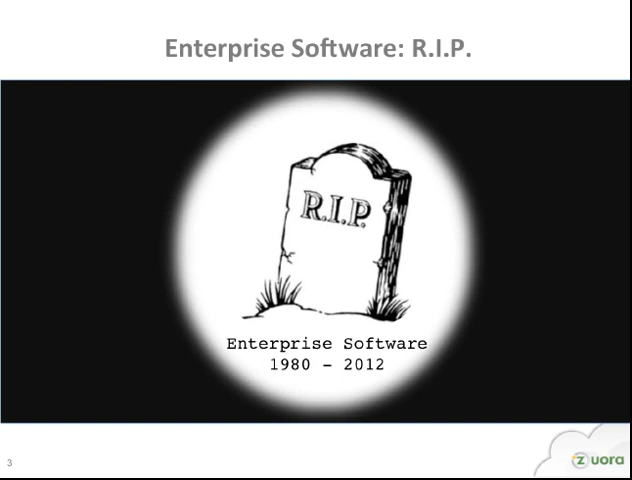 Enterprise Software: R.I.P.
R.I.P.
Enterprise Software
1980 – 2012
3
zuora